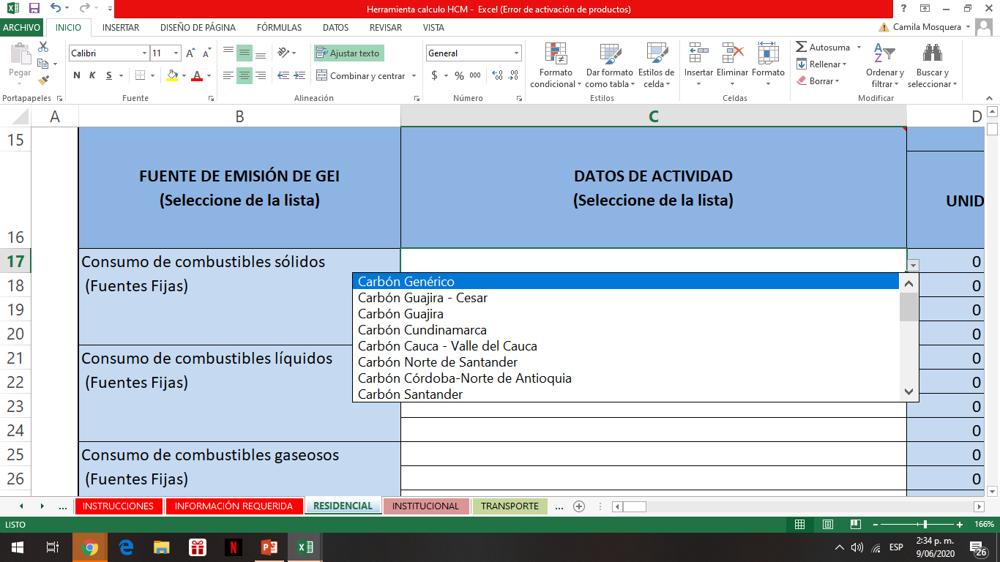 Herramienta calculo HCM - Excel (Error de activación de productos)
ARCHIVO INICIO INSERTAR DISEÑO DE PÁGINA FÓRMULAS DATOS REVISAR VISTA Camila Mosquera
Pegar
Portapapeles
Calibri 11
N K S
Fuente
Ajustar texto
Combinar y centrar
Alineación
General
$ % 000
Número
Formato condicional
Dar formato como tabla
Estilos de celda
Estilos
Insertar Eliminar Formato
Celdas
Autosuma
Rellenar
Borrar
Ordenar y filtrar
Buscar y seleccionar
Modificar
A B C D
15
16
FUENTE DE EMISIÓN DE GEI
(Seleccione de la lista)
DATOS DE ACTIVIDAD
(Seleccione de la lista)
UNID
17 Consumo de combustibles sólidos 0
18 (Fuentes Fijas) 0
19 0
20 0
21 Consumo de combustibles líquidos 0
22 (Fuentes Fijas) 0
23 0
24 0
25 Consumo de combustibles gaseosos 0
26 (Fuentes Fijas) 0
Carbón Genérico
Carbón Guajira - Cesar
Carbón Guajira
Carbón Cundinamarca
Carbón Cauca - Valle del Cauca
Carbón Norte de Santander
Carbón Córdoba-Norte de Antioquia
Carbón Santander
... INSTRUCCIONES INFORMACIÓN REQUERIDA RESIDENCIAL INSTITUCIONAL TRANSPORTE ...
LISTO 166%
ESP 2:34 p. m.
9/06/2020
26